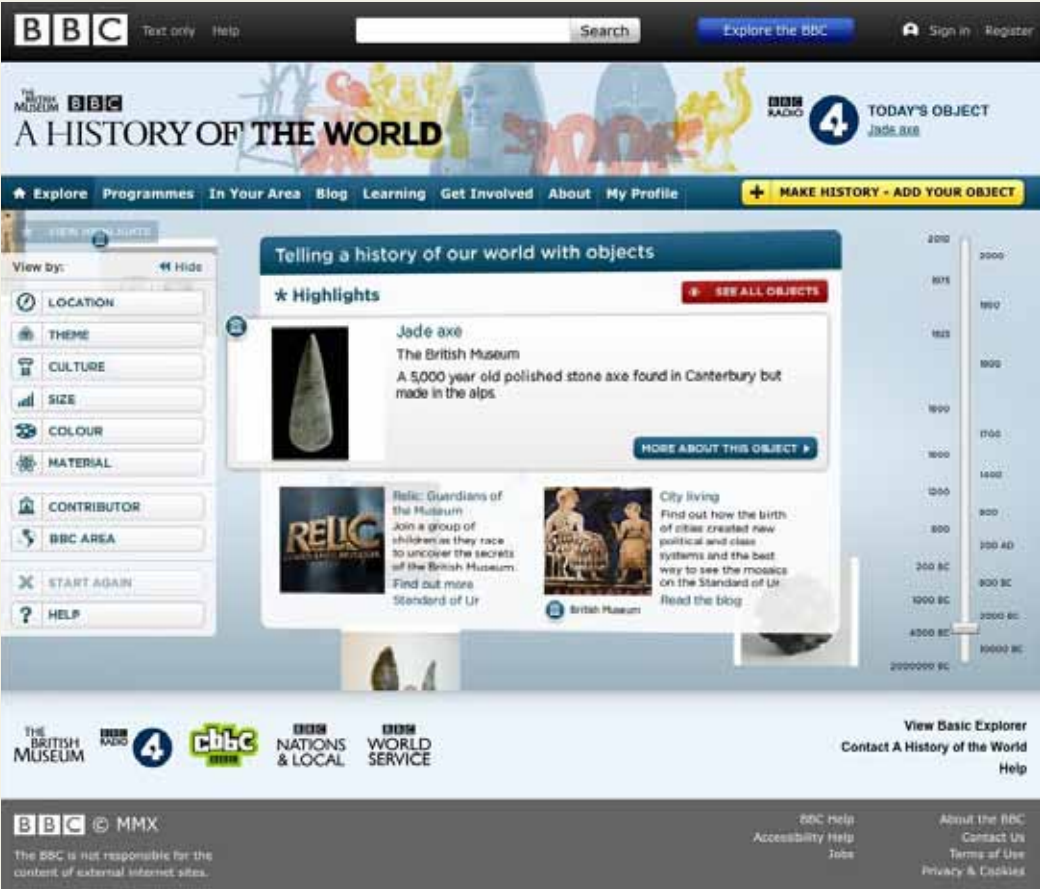 BBC Text only Help Search Explore the BBC Sign in Register
THE BRITISH MUSEUM BBC
A HISTORY OF THE WORLD
BBC RADIO 4
TODAY'S OBJECT
Jade axe
Explore Programmes In Your Area Blog Learning Get Involved About My Profile
+ MAKE HISTORY - ADD YOUR OBJECT
VIEW HIGHLIGHTS
View by: Hide
LOCATION
THEME
CULTURE
SIZE
COLOUR
MATERIAL
CONTRIBUTOR
BBC AREA
START AGAIN
? HELP
Telling a history of our world with objects
* Highlights
SEE ALL OBJECTS
Jade axe
The British Museum
A 5,000 year old polished stone axe found in Canterbury but
made in the alps.
MORE ABOUT THIS OBJECT
RELIC
Relic: Guardians of
the Museum
Join a group of
children as they race
to uncover the secrets
of the British Museum.
Find out more
Standard of Ur
City living
Find out how the birth
of cities created new
political and class
systems and the best
way to see the mosaics
on the Standard of Ur
Read the blog
British Museum
2010
2000
1975
1950
1925
1900
1800
1700
1600
1400
1200
800
200 AD
200 BC
1000 BC
2000 BC
4000 BC
10000 BC
2000000 BC
THE BRITISH MUSEUM
BBC RADIO 4
cbbc
BBC
BBC
NATIONS
& LOCAL
BBC
WORLD
SERVICE
View Basic Explorer
Contact A History of the World
Help
BBC © MMX
The BBC is not responsible for the
content of external internet sites.
BBC Help
Accessibility Help
Jobs
About the BBC
Contact Us
Terms of Use
Privacy & Cookies